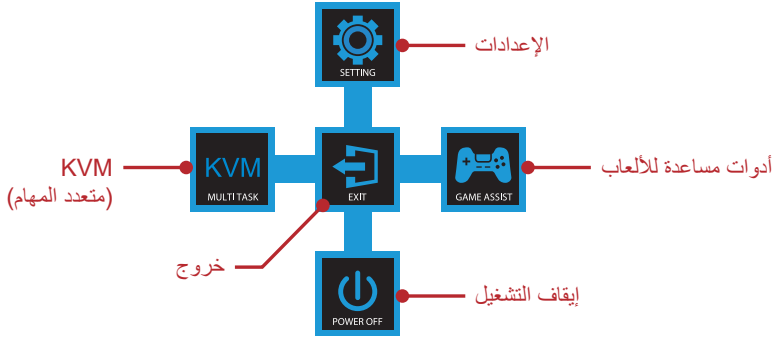 SETTING
الإعدادات
KVM
(متعدد المهام)
KVM
MULTI TASK
EXIT
GAME ASSIST
أدوات مساعدة للألعاب
خروج
POWER OFF
إيقاف التشغيل